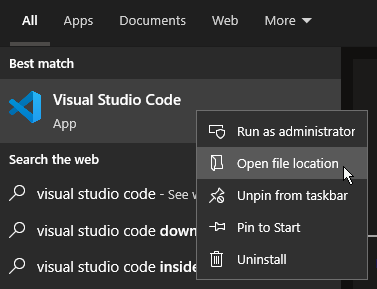 All Apps Documents Web More
Best match
Visual Studio Code
App
Run as administrator
Open file location
Unpin from taskbar
Pin to Start
Uninstall
Search the web
visual studio code - See w
visual studio code down
visual studio code inside